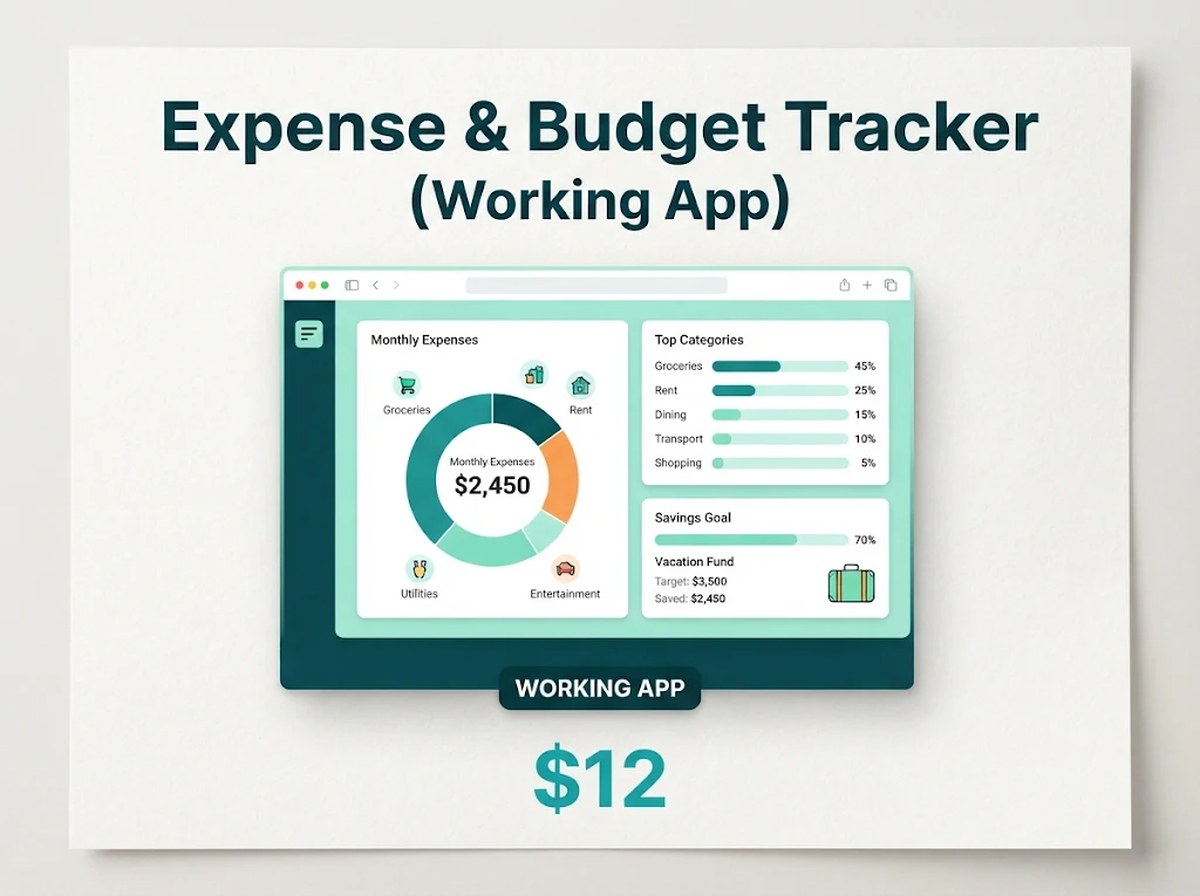 Expense & Budget Tracker
(Working App)
Monthly Expenses
Groceries
Rent
Monthly Expenses
$2,450
Utilities
Entertainment
Top Categories
Groceries 45%
Rent 25%
Dining 15%
Transport 10%
Shopping 5%
Savings Goal
70%
Vacation Fund
Target: $3,500
Saved: $2,450
WORKING APP
$12